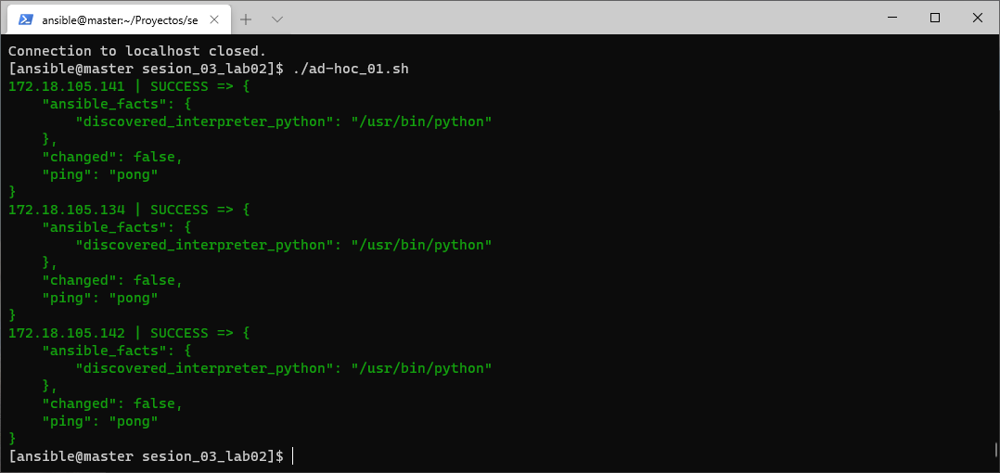 ansible@master:~/Proyectos/se
Connection to localhost closed.
[ansible@master sesion_03_lab02]$ ./ad-hoc_01.sh
172.18.105.141 | SUCCESS => {
    "ansible_facts": {
        "discovered_interpreter_python": "/usr/bin/python"
    },
    "changed": false,
    "ping": "pong"
}
172.18.105.134 | SUCCESS => {
    "ansible_facts": {
        "discovered_interpreter_python": "/usr/bin/python"
    },
    "changed": false,
    "ping": "pong"
}
172.18.105.142 | SUCCESS => {
    "ansible_facts": {
        "discovered_interpreter_python": "/usr/bin/python"
    },
    "changed": false,
    "ping": "pong"
}
[ansible@master sesion_03_lab02]$